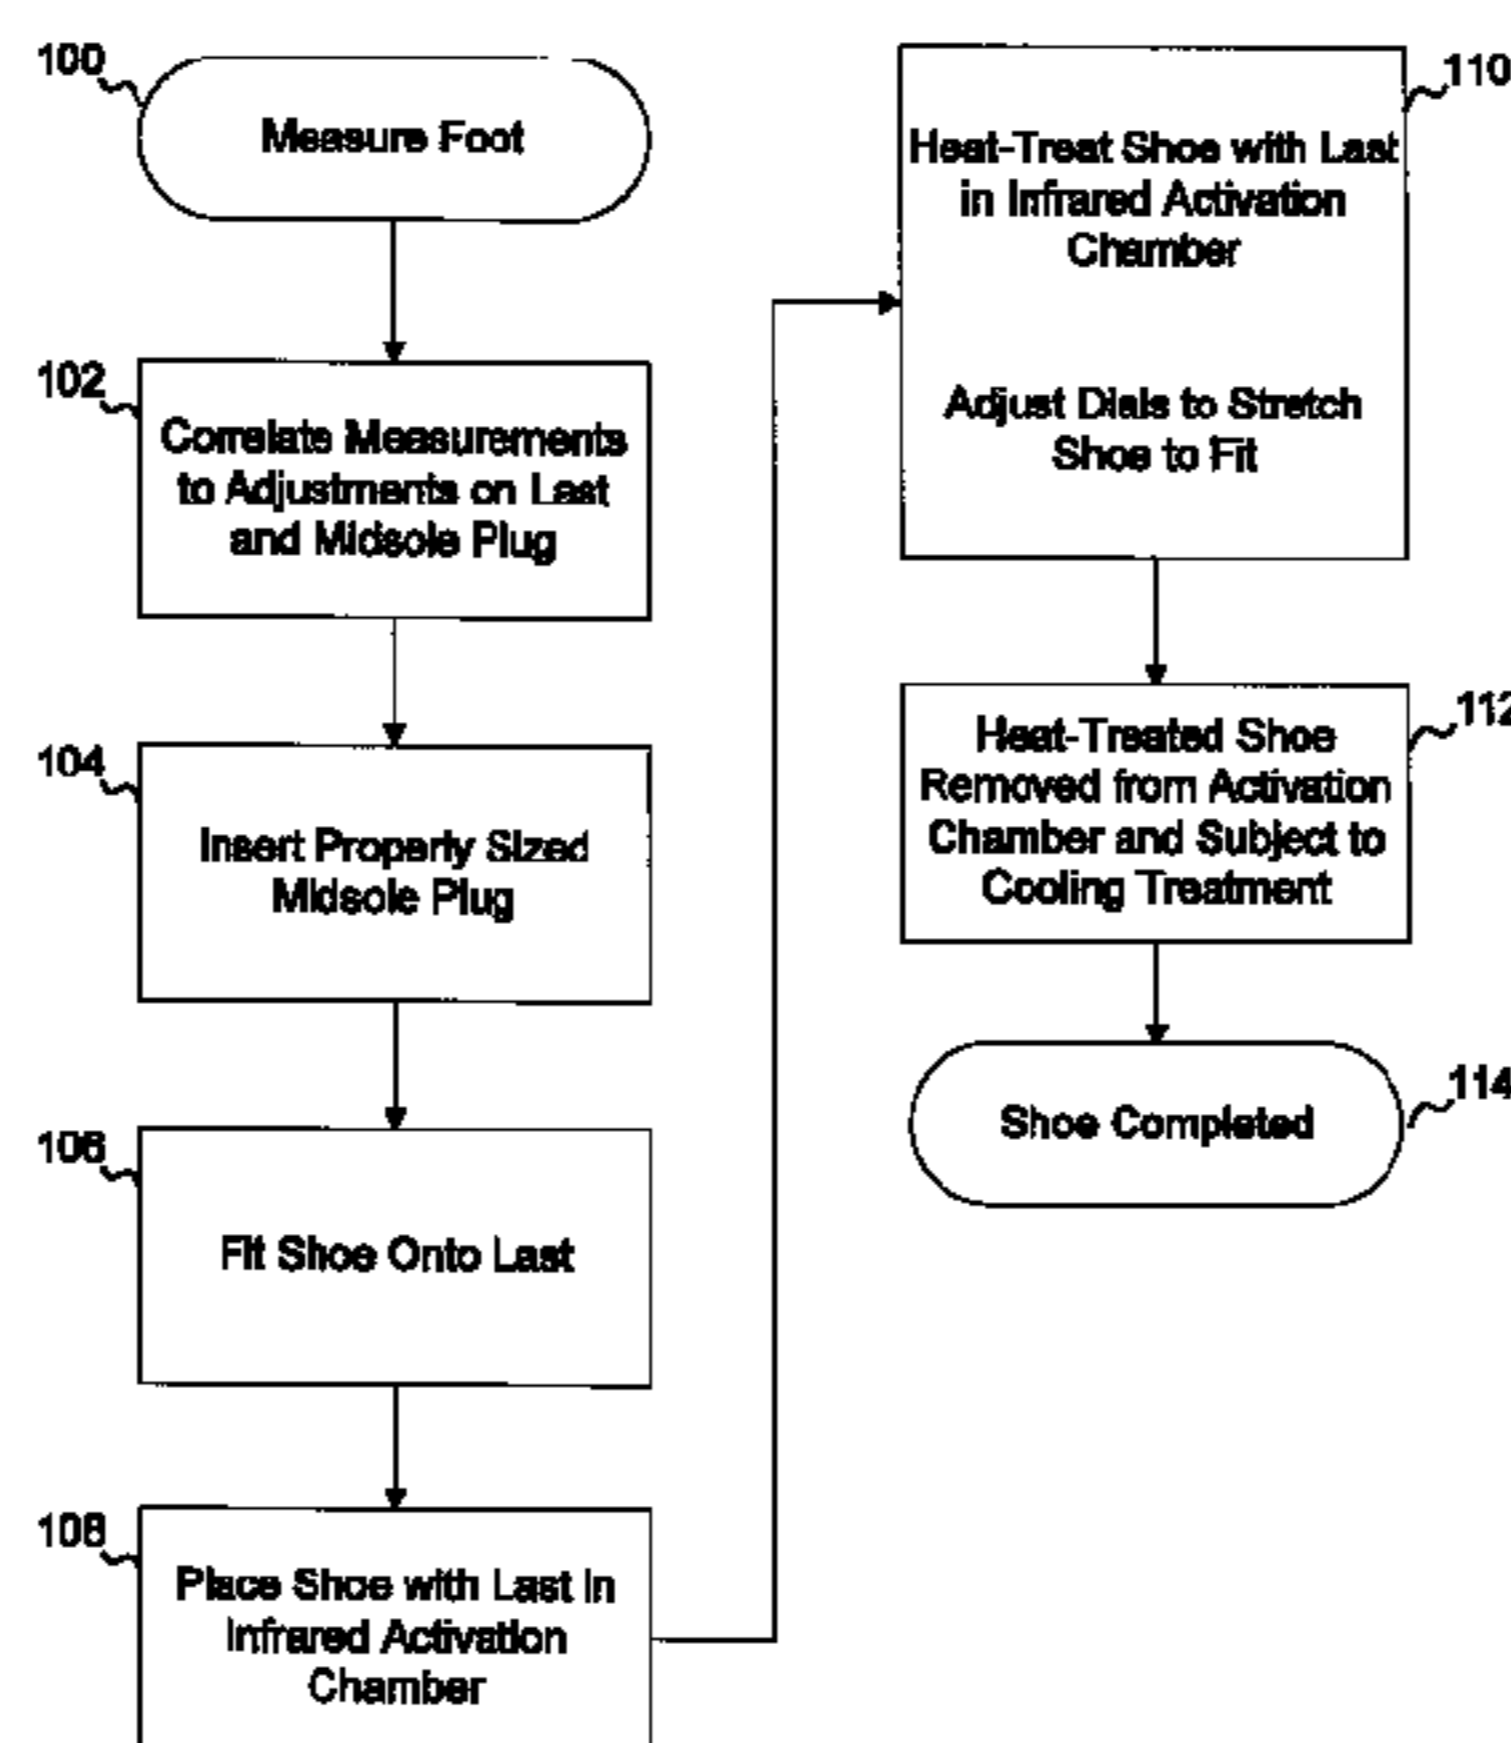 100
Measure Foot
102
Correlate Measurements
to Adjustments on Last
and Midsole Plug
104
Insert Properly Sized
Midsole Plug
106
Fit Shoe Onto Last
108
Place Shoe with Last in
Infrared Activation
Chamber
110
Heat-Treat Shoe with Last
in Infrared Activation
Chamber
Adjust Dials to Stretch
Shoe to Fit
112
Heat-Treated Shoe
Removed from Activation
Chamber and Subject to
Cooling Treatment
114
Shoe Completed